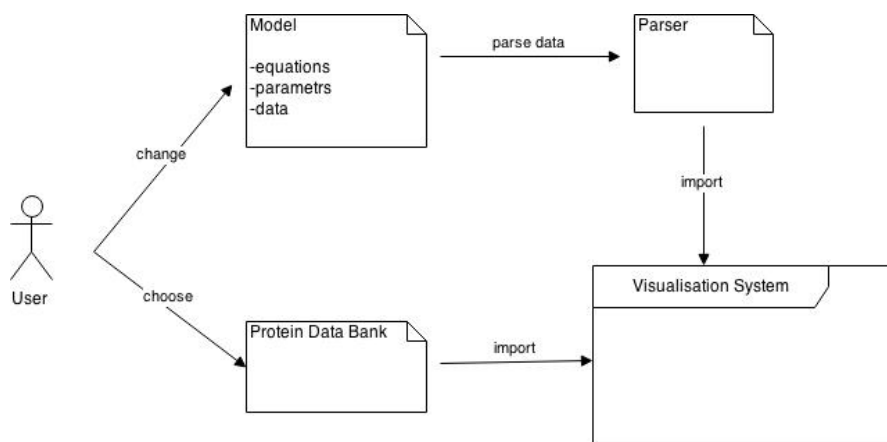 Model
-equations
-parametrs
-data
parse data
Parser
change
import
User
choose
Visualisation System
Protein Data Bank
import